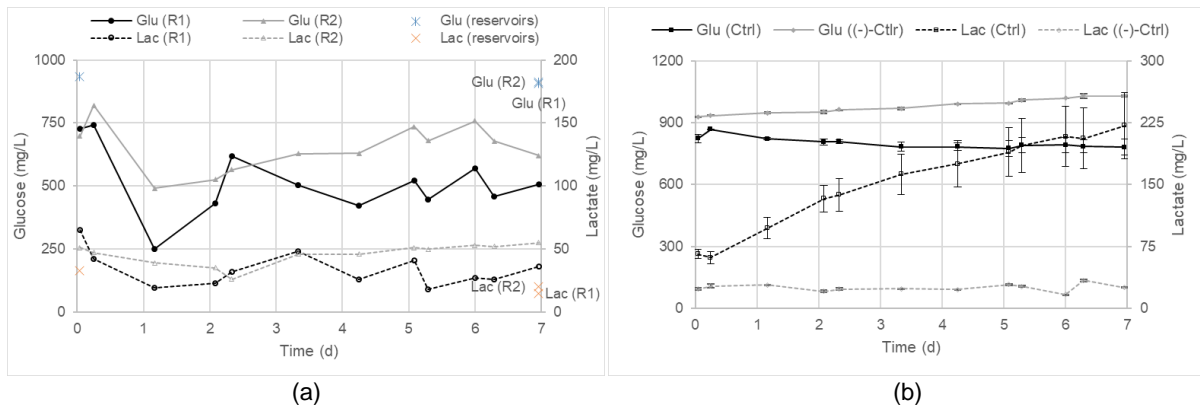 Glu (R1) Glu (R2) Glu (reservoirs)
Lac (R1) Lac (R2) Lac (reservoirs)
1000 200
Glu (R2)
Glu (R1)
750 150
500 100
250 50
Lac (R2) Lac (R1)
0 0
0 1 2 3 4 5 6 7
Glucose (mg/L)
Lactate (mg/L)
Time (d)
(a)
Glu (Ctrl) Glu ((-)-Ctlr) Lac (Ctrl) Lac ((-)-Ctrl)
1200 300
900 225
600 150
300 75
0 0
0 1 2 3 4 5 6 7
Glucose (mg/L)
Lactate (mg/L)
Time (d)
(b)